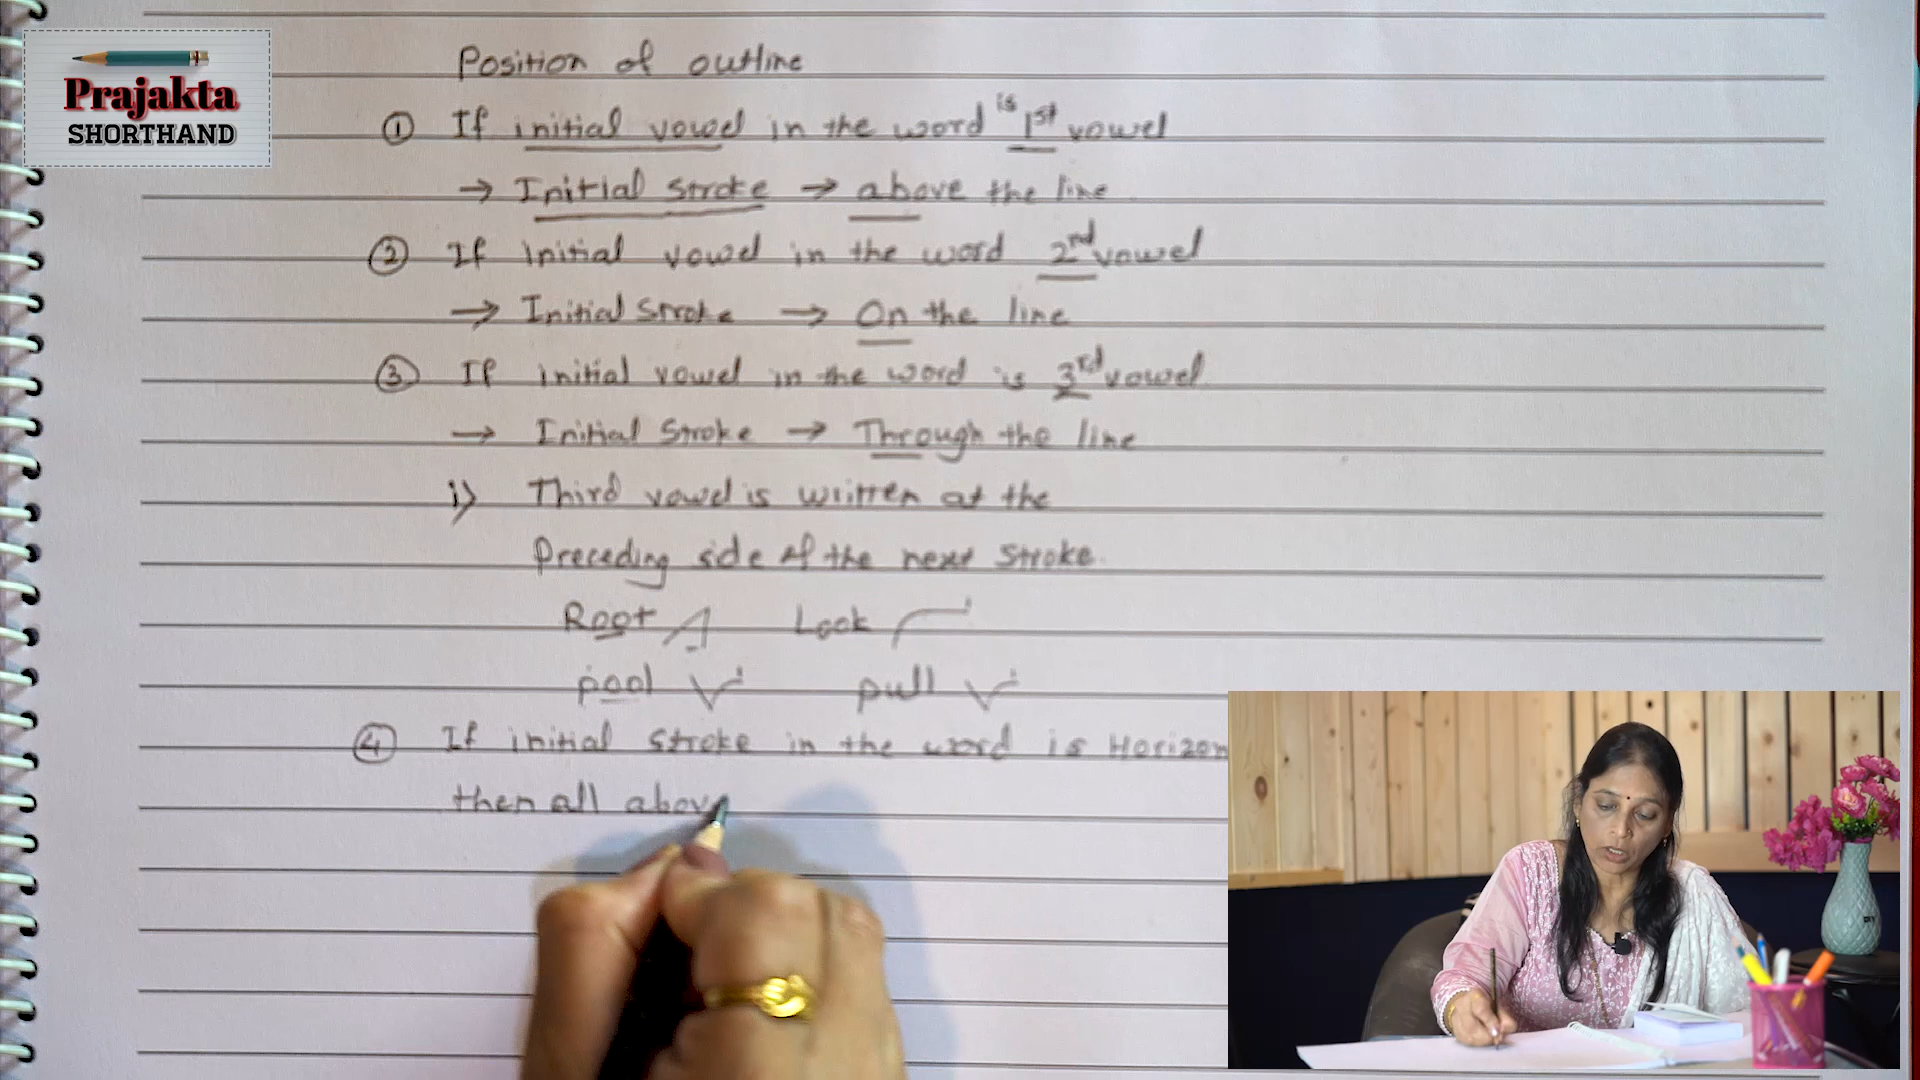 Prajakta
SHORTHAND
Position of outline
① If initial vowel in the word is 1st vowel
→ Initial Stroke → above the line
② If initial vowel in the word 2nd vowel
→ Initial Stroke → On the line
③ If initial vowel in the word is 3rd vowel
→ Initial Stroke → Through the line
i) Third vowel is written at the
Preceding side of the next Stroke.
Root Look
pool pull
④ If initial Stroke in the word is Horizon
then all above
DIY